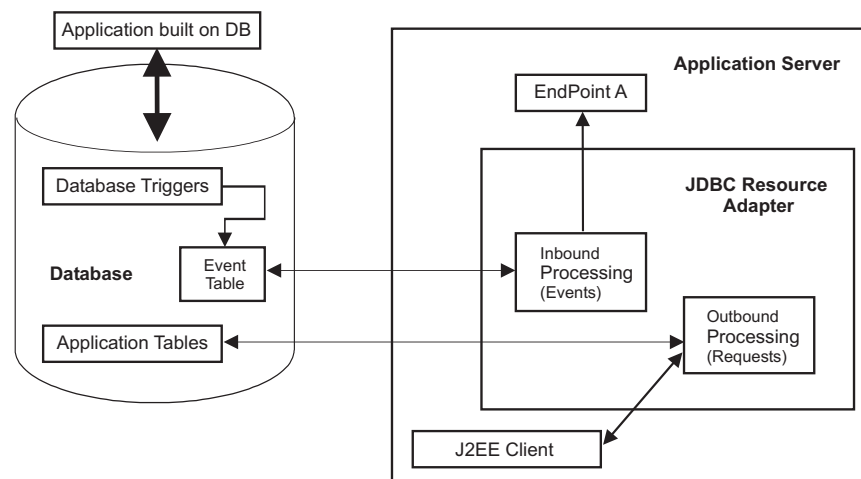 Application built on DB
Application Server
EndPoint A
Database Triggers
JDBC Resource
Adapter
Event
Table
Database
Inbound
Processing
(Events)
Application Tables
Outbound
Processing
(Requests)
J2EE Client